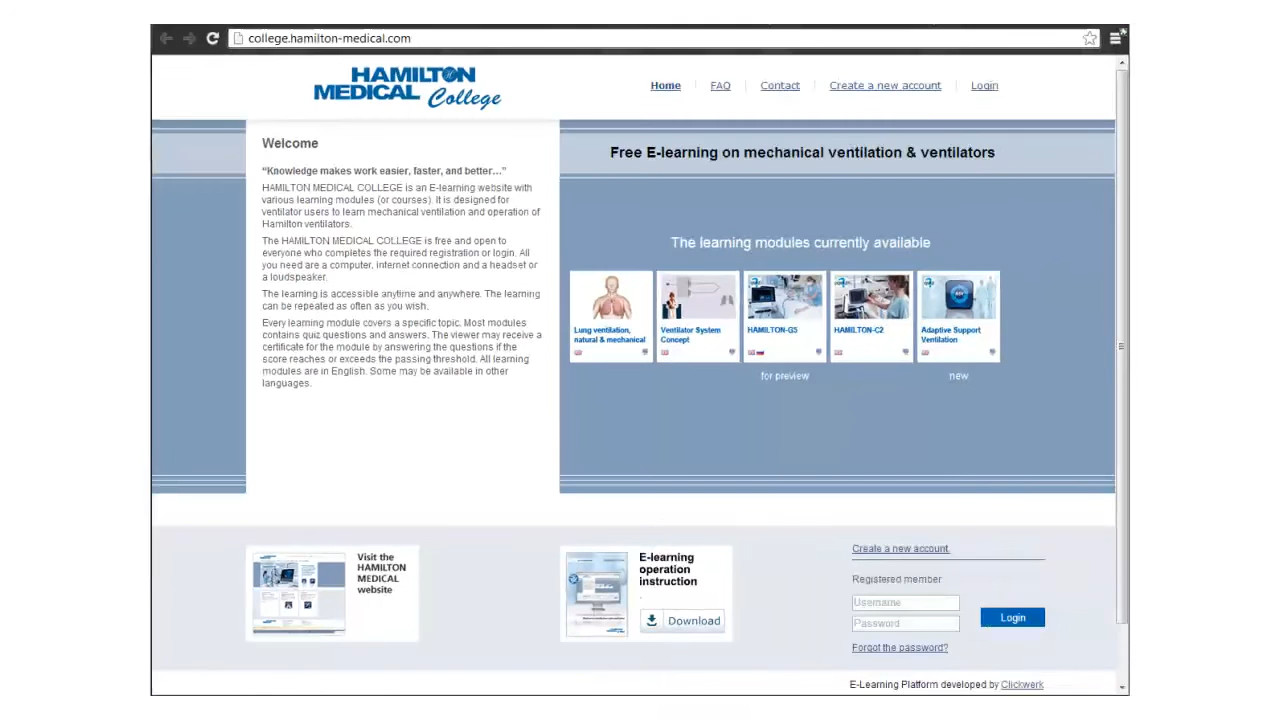 college.hamilton-medical.com
HAMILTON
MEDICAL College
Home
FAQ
Contact
Create a new account
Login
Welcome
“Knowledge makes work easier, faster, and better…”
HAMILTON MEDICAL COLLEGE is an E-learning website with
various learning modules (or courses). It is designed for
ventilator users to learn mechanical ventilation and operation of
Hamilton ventilators.
The HAMILTON MEDICAL COLLEGE is free and open to
everyone who completes the required registration or login. All
you need are a computer, internet connection and a headset or
a loudspeaker.
The learning is accessible anytime and anywhere. The learning
can be repeated as often as you wish.
Every learning module covers a specific topic. Most modules
contains quiz questions and answers. The viewer may receive a
certificate for the module by answering the questions if the
score reaches or exceeds the passing threshold. All learning
modules are in English. Some may be available in other
languages.
Free E-learning on mechanical ventilation & ventilators
The learning modules currently available
Lung ventilation,
natural & mechanical
Ventilator System
Concept
HAMILTON-G5
HAMILTON-C2
Adaptive Support
Ventilation
for preview
new
Visit the
HAMILTON
MEDICAL
website
E-learning
operation
instruction
Download
Create a new account
Registered member
Username
Password
Login
Forgot the password?
E-Learning Platform developed by Clickwerk